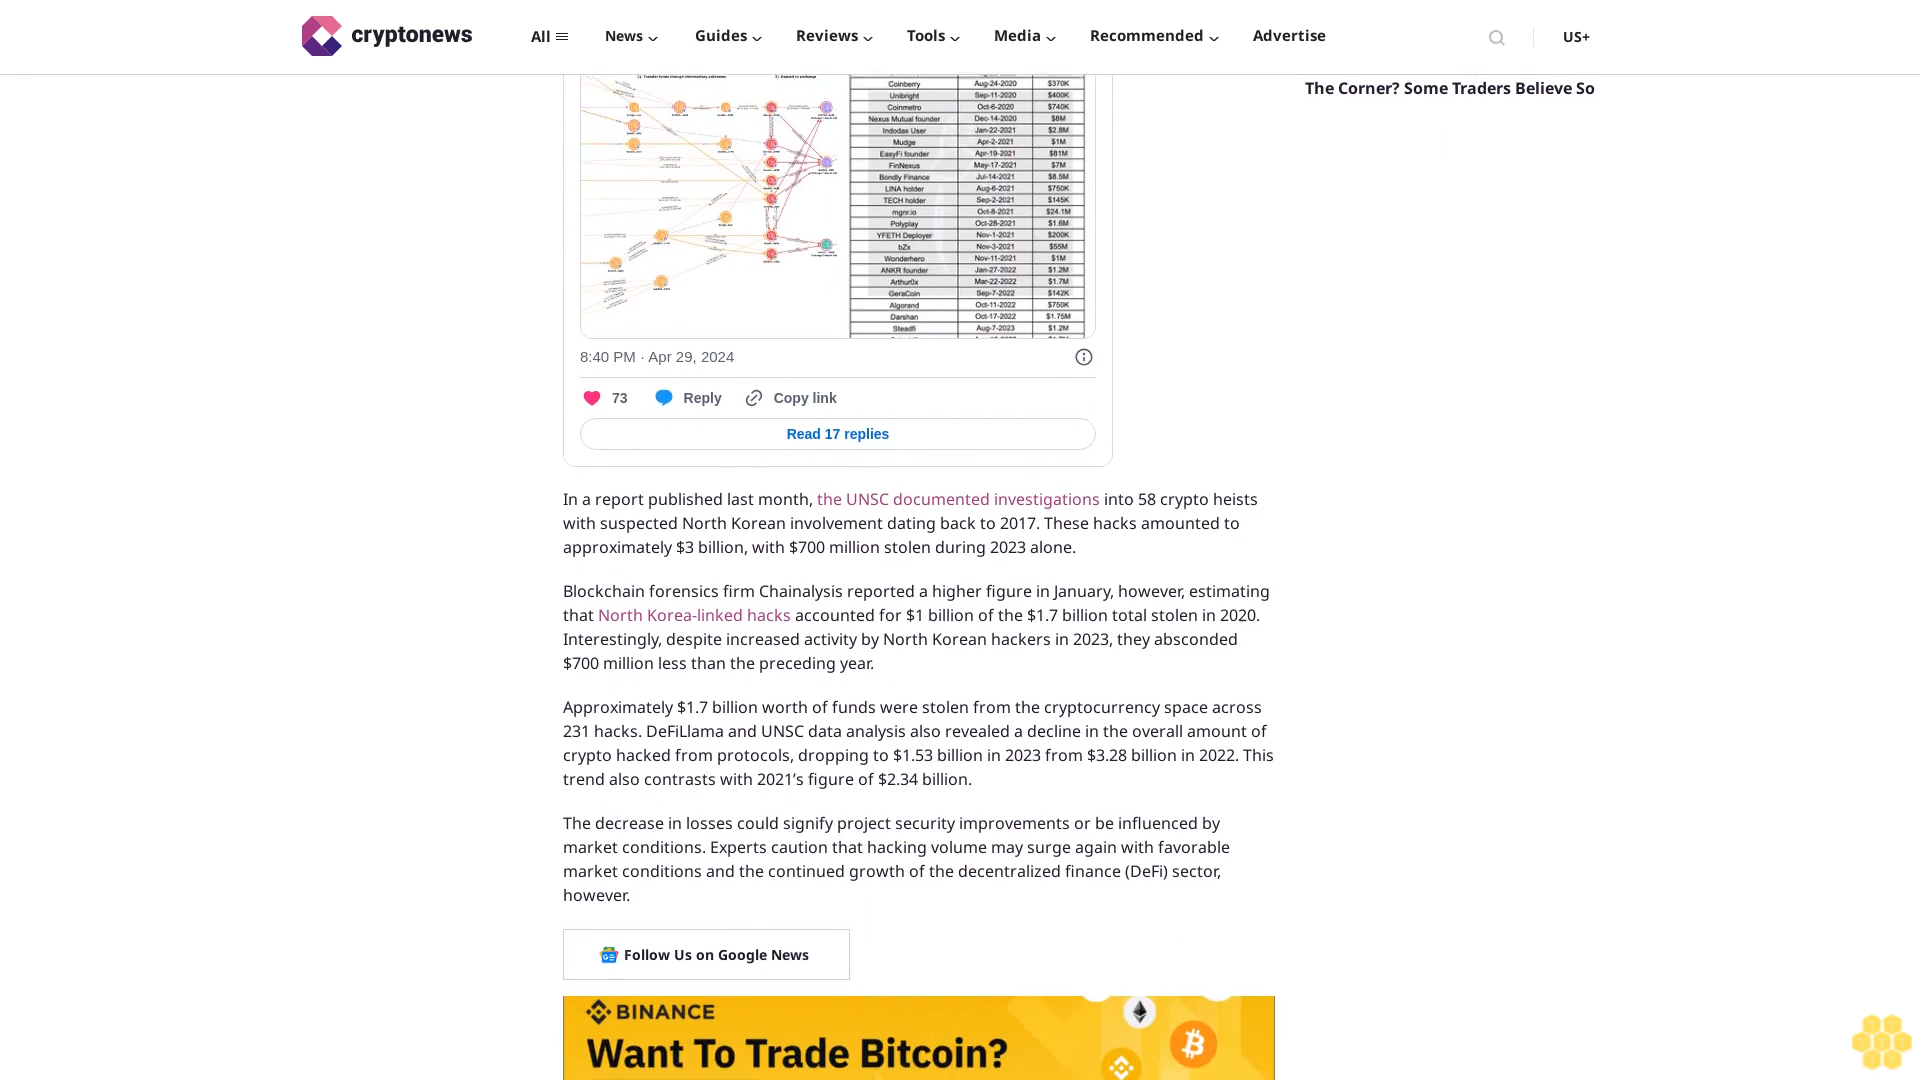 cryptonews
All
News
Guides
Reviews
Tools
Media
Recommended
Advertise
US+
The Corner? Some Traders Believe So
Coinberry Aug-24-2020 $370K
Unibright Sep-11-2020 $400K
Coinmetro Oct-6-2020 $740K
Nexus Mutual founder Dec-14-2020 $8M
Indodax User Jan-22-2021 $2.8M
Mudge Apr-2-2021 $1M
EasyFi founder Apr-19-2021 $81M
FinNexus May-17-2021 $7M
Bondly Finance Jul-14-2021 $8.5M
LINA holder Aug-6-2021 $750K
TECH holder Sep-2-2021 $145K
mgnr.io Oct-8-2021 $24.1M
Polyplay Oct-28-2021 $1.6M
YFETH Deployer Nov-1-2021 $200K
bZx Nov-3-2021 $55M
Wonderhero Nov-11-2021 $1M
ANKR founder Jan-27-2022 $1.2M
Arthur0x Mar-22-2022 $1.7M
GeraCoin Sep-7-2022 $142K
Algorand Oct-11-2022 $750K
Darshan Oct-17-2022 $1.75M
Steadfi Aug-7-2023 $1.2M
8:40 PM · Apr 29, 2024
73 Reply Copy link
Read 17 replies
In a report published last month, the UNSC documented investigations into 58 crypto heists
with suspected North Korean involvement dating back to 2017. These hacks amounted to
approximately $3 billion, with $700 million stolen during 2023 alone.
Blockchain forensics firm Chainalysis reported a higher figure in January, however, estimating
that North Korea-linked hacks accounted for $1 billion of the $1.7 billion total stolen in 2020.
Interestingly, despite increased activity by North Korean hackers in 2023, they absconded
$700 million less than the preceding year.
Approximately $1.7 billion worth of funds were stolen from the cryptocurrency space across
231 hacks. DeFiLlama and UNSC data analysis also revealed a decline in the overall amount of
crypto hacked from protocols, dropping to $1.53 billion in 2023 from $3.28 billion in 2022. This
trend also contrasts with 2021’s figure of $2.34 billion.
The decrease in losses could signify project security improvements or be influenced by
market conditions. Experts caution that hacking volume may surge again with favorable
market conditions and the continued growth of the decentralized finance (DeFi) sector,
however.
Follow Us on Google News
BINANCE
Want To Trade Bitcoin?